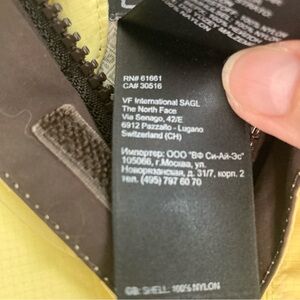 RN# 61661
CA# 30516
VF International SAGL
The North Face
Via Senago, 42/E
6912 Pazzallo - Lugano
Switzerland (CH)
Импортер: ООО "ВФ Си-Ай-Эс"
105066, г.Москва, ул.
Новорязанская, д. 31/7, корп. 2
тел. (495) 797 60 70
GB: SHELL: 100% NYLON